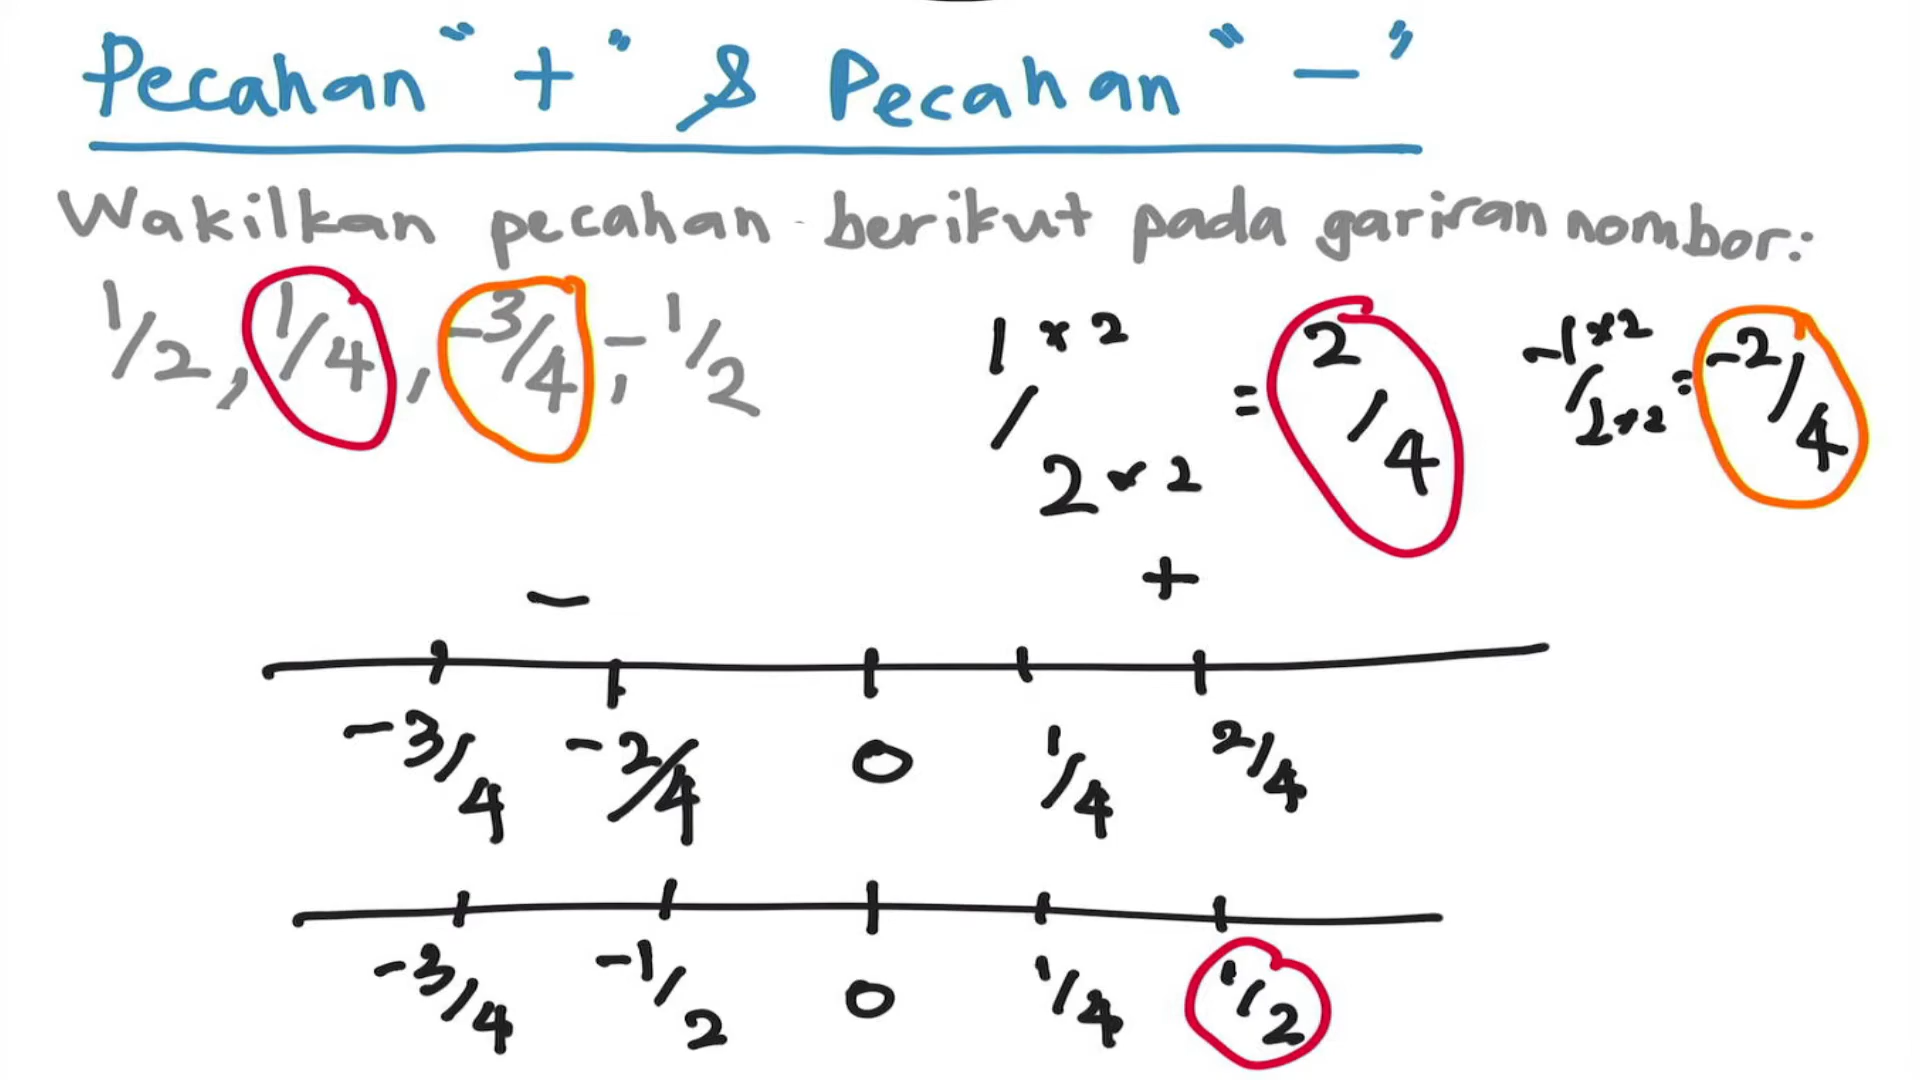 Pecahan "+" & Pecahan "-"
Wakilkan pecahan berikut pada garisan nombor:
1/2, 1/4, -3/4, -1/2
1×2/2×2 = 2/4
-1×2/2×2 = -2/4
- +
-3/4 -2/4 0 1/4 2/4
-3/4 -1/2 0 1/4 1/2